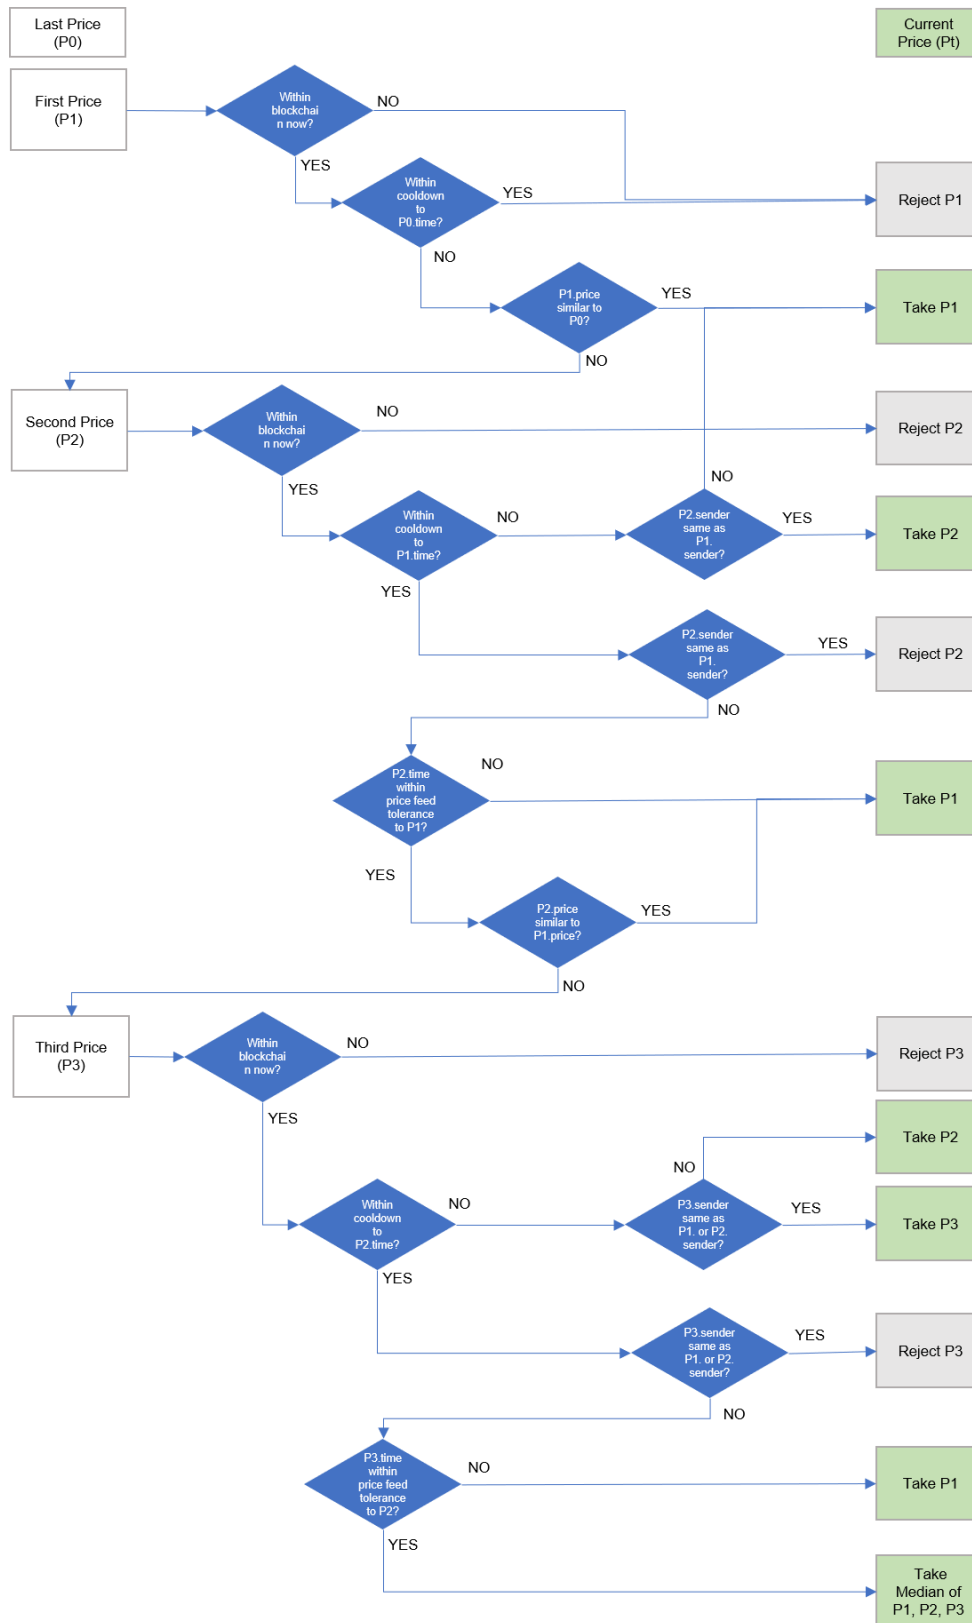 Last Price
(P0)
Current
Price (Pt)
First Price
(P1)
Within
blockchai
n now?
NO
YES
Within
cooldown
to
P0.time?
YES
Reject P1
NO
P1.price
similar to
P0?
YES
Take P1
NO
Second Price
(P2)
Within
blockchai
n now?
NO
Reject P2
YES
Within
cooldown
to
P1.time?
NO
NO
P2.sender
same as
P1.
sender?
YES
Take P2
YES
P2.sender
same as
P1.
sender?
YES
Reject P2
NO
P2.time
within
price feed
tolerance
to P1?
NO
Take P1
YES
P2.price
similar to
P1.price?
YES
NO
Third Price
(P3)
Within
blockchai
n now?
NO
Reject P3
YES
Take P2
NO
Within
cooldown
to
P2.time?
NO
P3.sender
same as
P1. or P2.
sender?
YES
Take P3
YES
P3.sender
same as
P1. or P2.
sender?
YES
Reject P3
NO
P3.time
within
price feed
tolerance
to P2?
NO
Take P1
YES
Take
Median of
P1, P2, P3